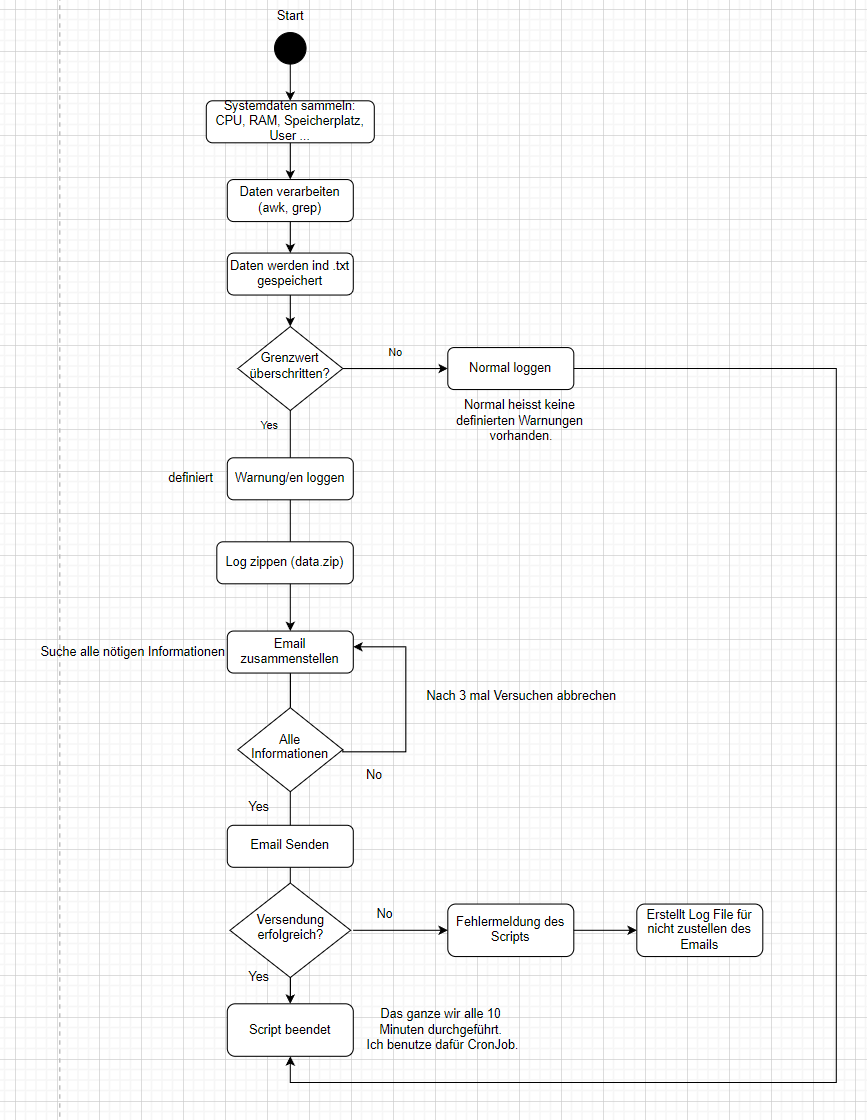 Start
Systemdaten sammeln:
CPU, RAM, Speicherplatz,
User ...
Daten verarbeiten
(awk, grep)
Daten werden ind .txt
gespeichert
Grenzwert
überschritten?
No
Normal loggen
Normal heisst keine
definierten Warnungen
vorhanden.
Yes
definiert
Warnung/en loggen
Log zippen (data.zip)
Suche alle nötigen Informationen
Email
zusammenstellen
Nach 3 mal Versuchen abbrechen
Alle
Informationen
No
Yes
Email Senden
Versendung
erfolgreich?
No
Fehlermeldung des
Scripts
Erstellt Log File für
nicht zustellen des
Emails
Yes
Script beendet
Das ganze wir alle 10
Minuten durchgeführt.
Ich benutze dafür CronJob.